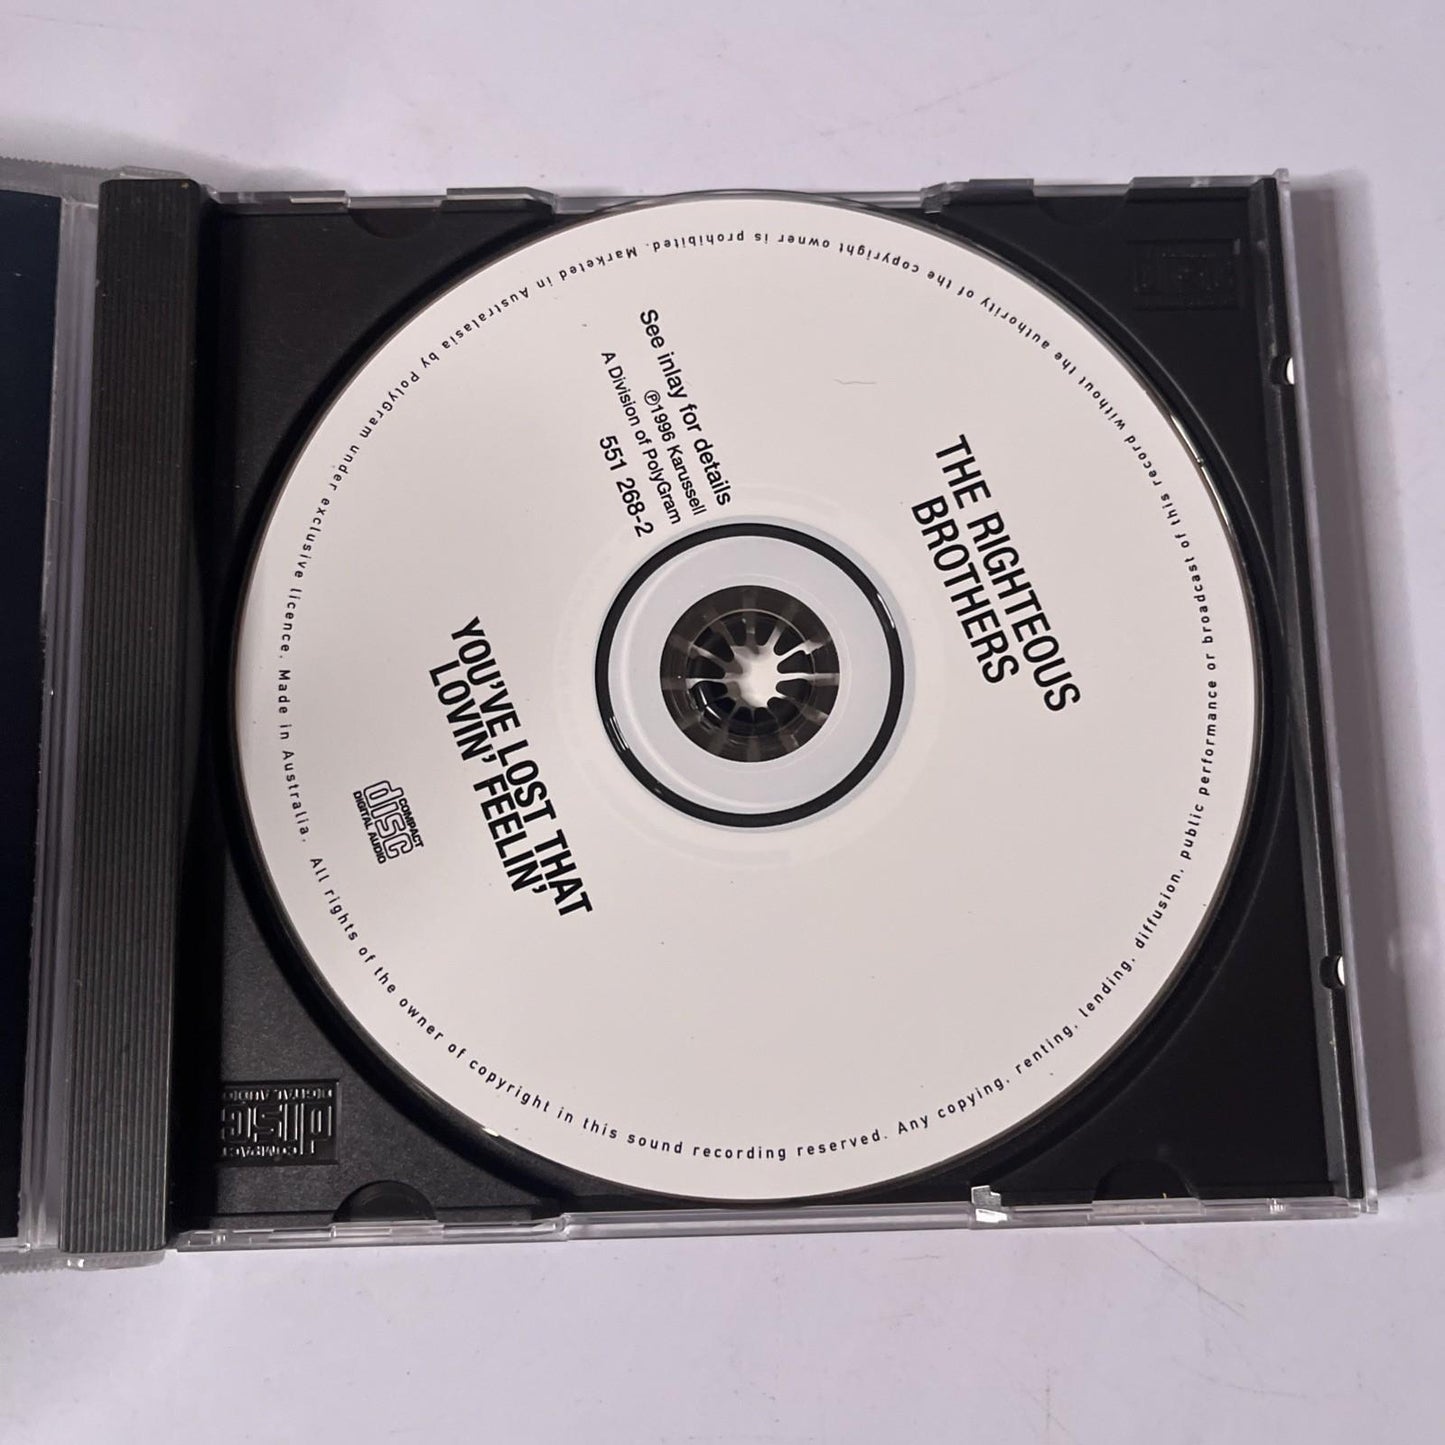 THE RIGHTEOUS
BROTHERS
See inlay for details
℗1996 Karussell
A Division of PolyGram
551 268-2
YOU'VE LOST THAT
LOVIN' FEELIN'
COMPACT
disc
DIGITAL AUDIO
All rights of the owner of copyright in this sound recording reserved. Any copying, renting, lending, diffusion, public performance or broadcast of this record without the authority of the copyright owner is prohibited. Marketed in Australasia by PolyGram under exclusive licence. Made in Australia.
COMPACT
disc
DIGITAL AUDIO